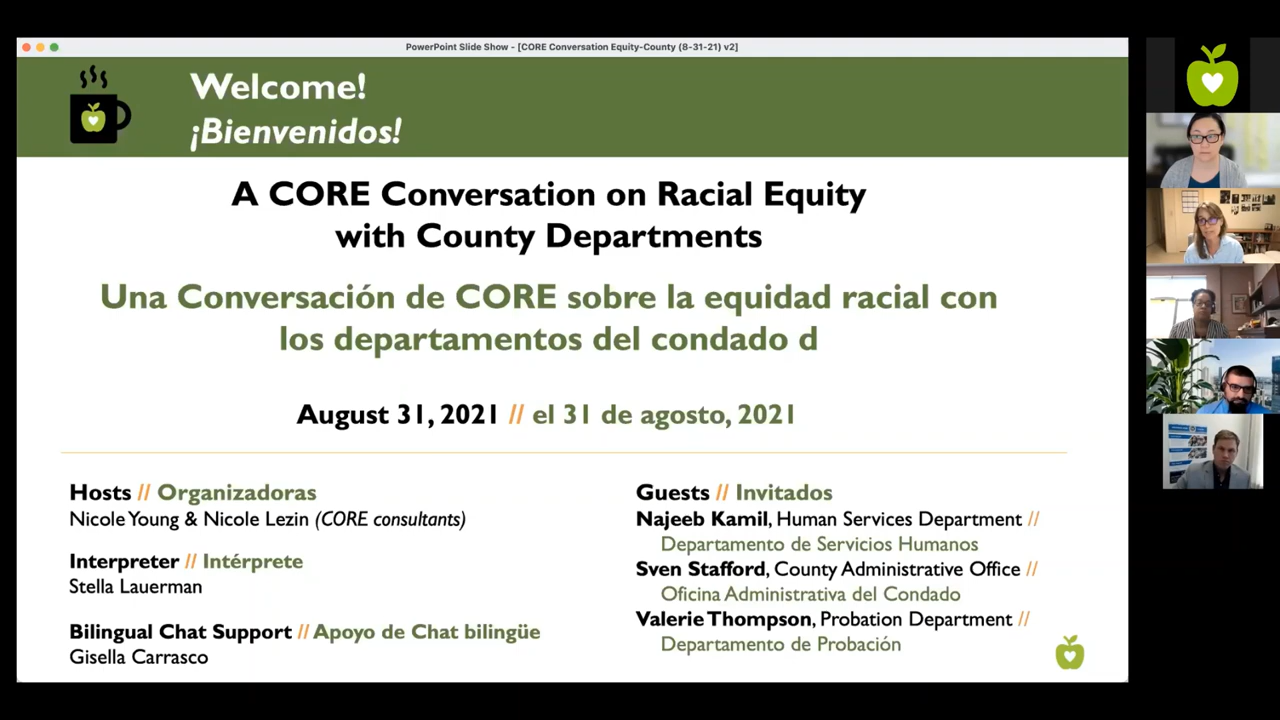 PowerPoint Slide Show - [CORE Conversation Equity-County (8-31-21) v2]
Welcome!
¡Bienvenidos!
A CORE Conversation on Racial Equity
with County Departments
Una Conversación de CORE sobre la equidad racial con
los departamentos del condado d
August 31, 2021 // el 31 de agosto, 2021
Hosts // Organizadoras
Nicole Young & Nicole Lezin (CORE consultants)
Interpreter // Intérprete
Stella Lauerman
Bilingual Chat Support // Apoyo de Chat bilingüe
Gisella Carrasco
Guests // Invitados
Najeeb Kamil, Human Services Department //
Departamento de Servicios Humanos
Sven Stafford, County Administrative Office //
Oficina Administrativa del Condado
Valerie Thompson, Probation Department //
Departamento de Probación